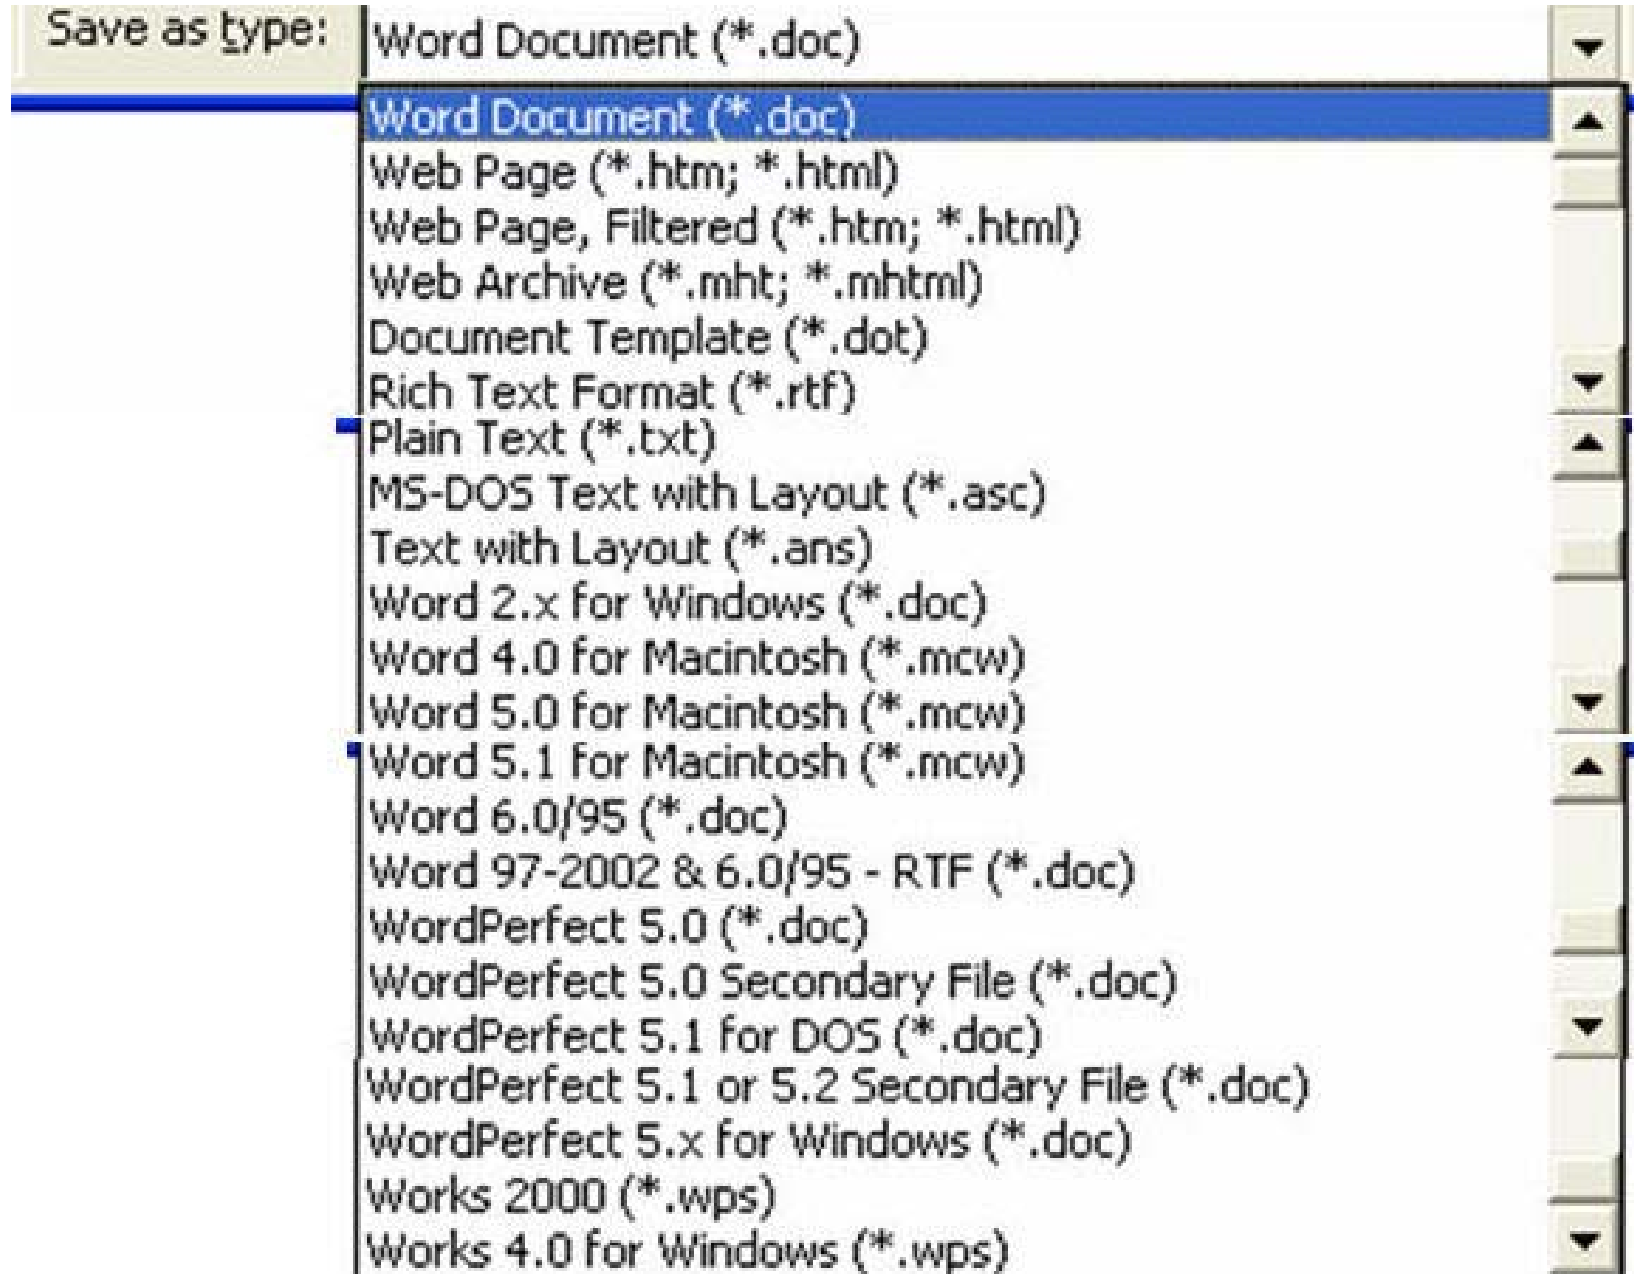 Save as type: Word Document (*.doc)
Word Document (*.doc)
Web Page (*.htm; *.html)
Web Page, Filtered (*.htm; *.html)
Web Archive (*.mht; *.mhtml)
Document Template (*.dot)
Rich Text Format (*.rtf)
Plain Text (*.txt)
MS-DOS Text with Layout (*.asc)
Text with Layout (*.ans)
Word 2.x for Windows (*.doc)
Word 4.0 for Macintosh (*.mcw)
Word 5.0 for Macintosh (*.mcw)
Word 5.1 for Macintosh (*.mcw)
Word 6.0/95 (*.doc)
Word 97-2002 & 6.0/95 - RTF (*.doc)
WordPerfect 5.0 (*.doc)
WordPerfect 5.0 Secondary File (*.doc)
WordPerfect 5.1 for DOS (*.doc)
WordPerfect 5.1 or 5.2 Secondary File (*.doc)
WordPerfect 5.x for Windows (*.doc)
Works 2000 (*.wps)
Works 4.0 for Windows (*.wps)